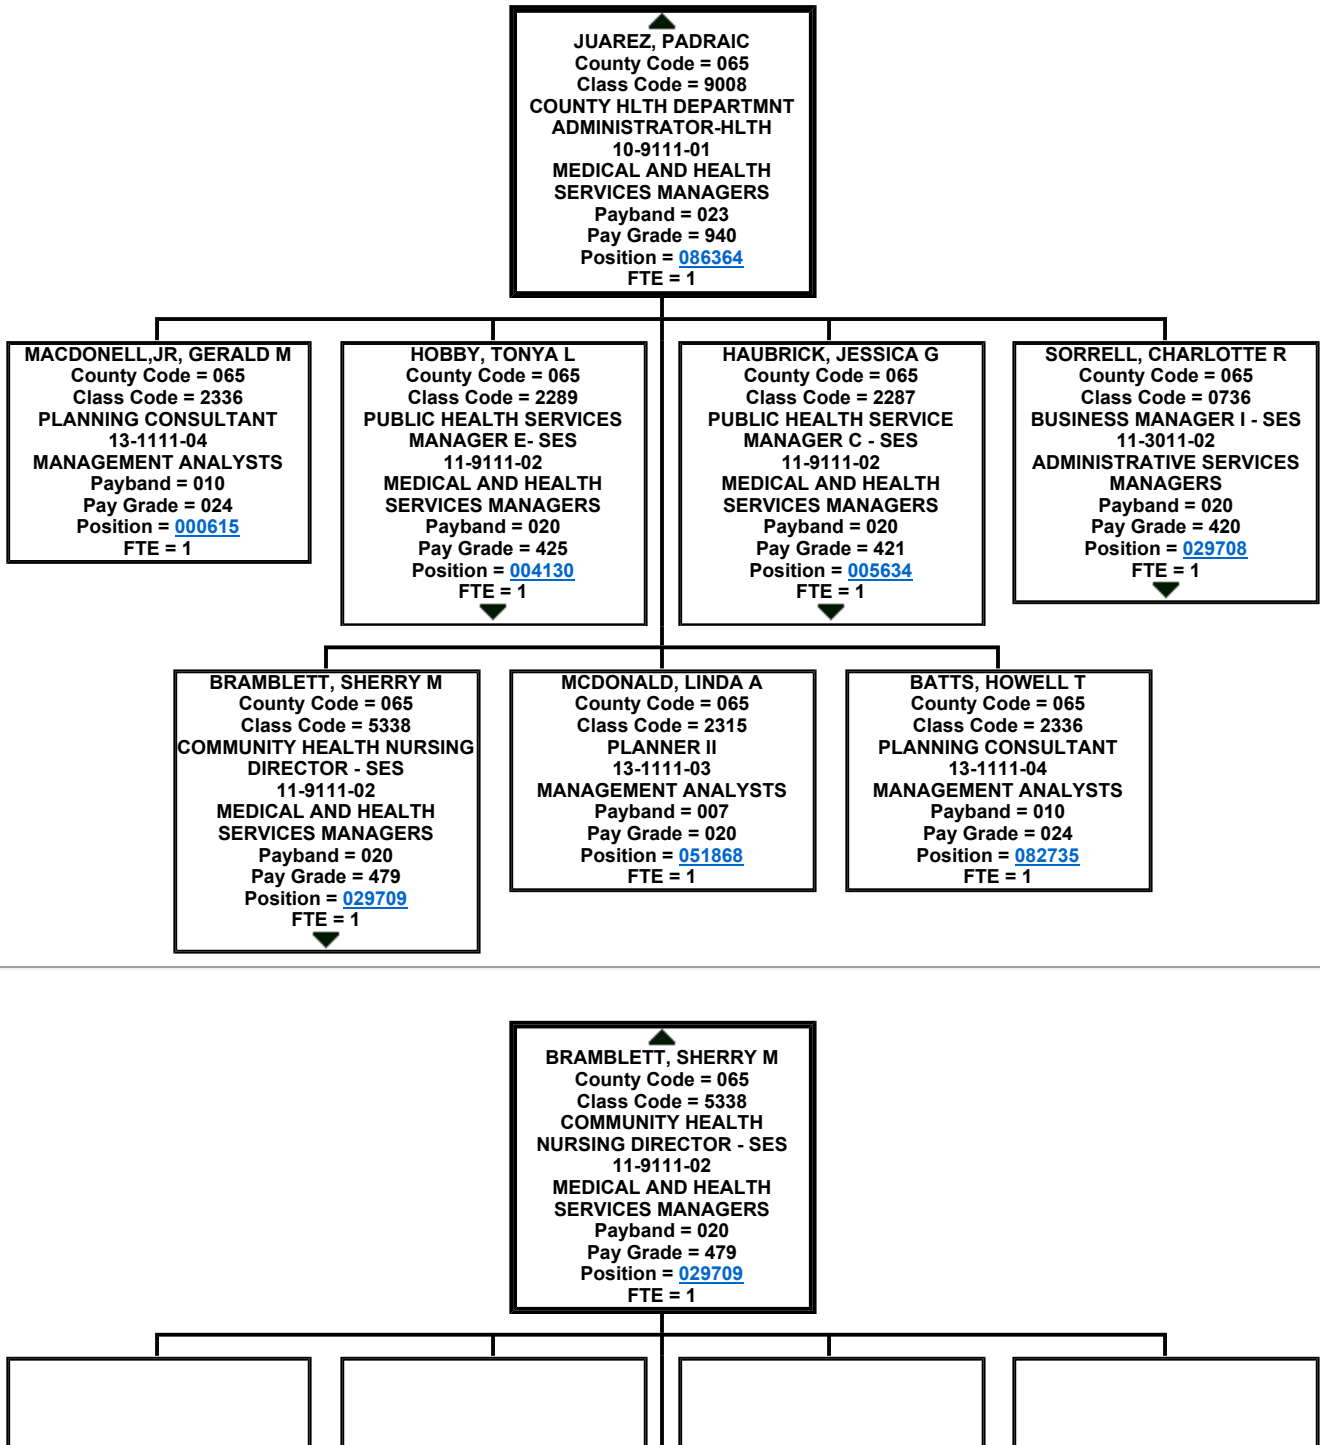 JUAREZ, PADRAIC
County Code = 065
Class Code = 9008
COUNTY HLTH DEPARTMNT
ADMINISTRATOR-HLTH
10-9111-01
MEDICAL AND HEALTH
SERVICES MANAGERS
Payband = 023
Pay Grade = 940
Position = 086364
FTE = 1
MACDONELL,JR, GERALD M
County Code = 065
Class Code = 2336
PLANNING CONSULTANT
13-1111-04
MANAGEMENT ANALYSTS
Payband = 010
Pay Grade = 024
Position = 000615
FTE = 1
HOBBY, TONYA L
County Code = 065
Class Code = 2289
PUBLIC HEALTH SERVICES
MANAGER E- SES
11-9111-02
MEDICAL AND HEALTH
SERVICES MANAGERS
Payband = 020
Pay Grade = 425
Position = 004130
FTE = 1
HAUBRICK, JESSICA G
County Code = 065
Class Code = 2287
PUBLIC HEALTH SERVICE
MANAGER C - SES
11-9111-02
MEDICAL AND HEALTH
SERVICES MANAGERS
Payband = 020
Pay Grade = 421
Position = 005634
FTE = 1
SORRELL, CHARLOTTE R
County Code = 065
Class Code = 0736
BUSINESS MANAGER I - SES
11-3011-02
ADMINISTRATIVE SERVICES
MANAGERS
Payband = 020
Pay Grade = 420
Position = 029708
FTE = 1
BRAMBLETT, SHERRY M
County Code = 065
Class Code = 5338
COMMUNITY HEALTH NURSING
DIRECTOR - SES
11-9111-02
MEDICAL AND HEALTH
SERVICES MANAGERS
Payband = 020
Pay Grade = 479
Position = 029709
FTE = 1
MCDONALD, LINDA A
County Code = 065
Class Code = 2315
PLANNER II
13-1111-03
MANAGEMENT ANALYSTS
Payband = 007
Pay Grade = 020
Position = 051868
FTE = 1
BATTS, HOWELL T
County Code = 065
Class Code = 2336
PLANNING CONSULTANT
13-1111-04
MANAGEMENT ANALYSTS
Payband = 010
Pay Grade = 024
Position = 082735
FTE = 1
BRAMBLETT, SHERRY M
County Code = 065
Class Code = 5338
COMMUNITY HEALTH
NURSING DIRECTOR - SES
11-9111-02
MEDICAL AND HEALTH
SERVICES MANAGERS
Payband = 020
Pay Grade = 479
Position = 029709
FTE = 1